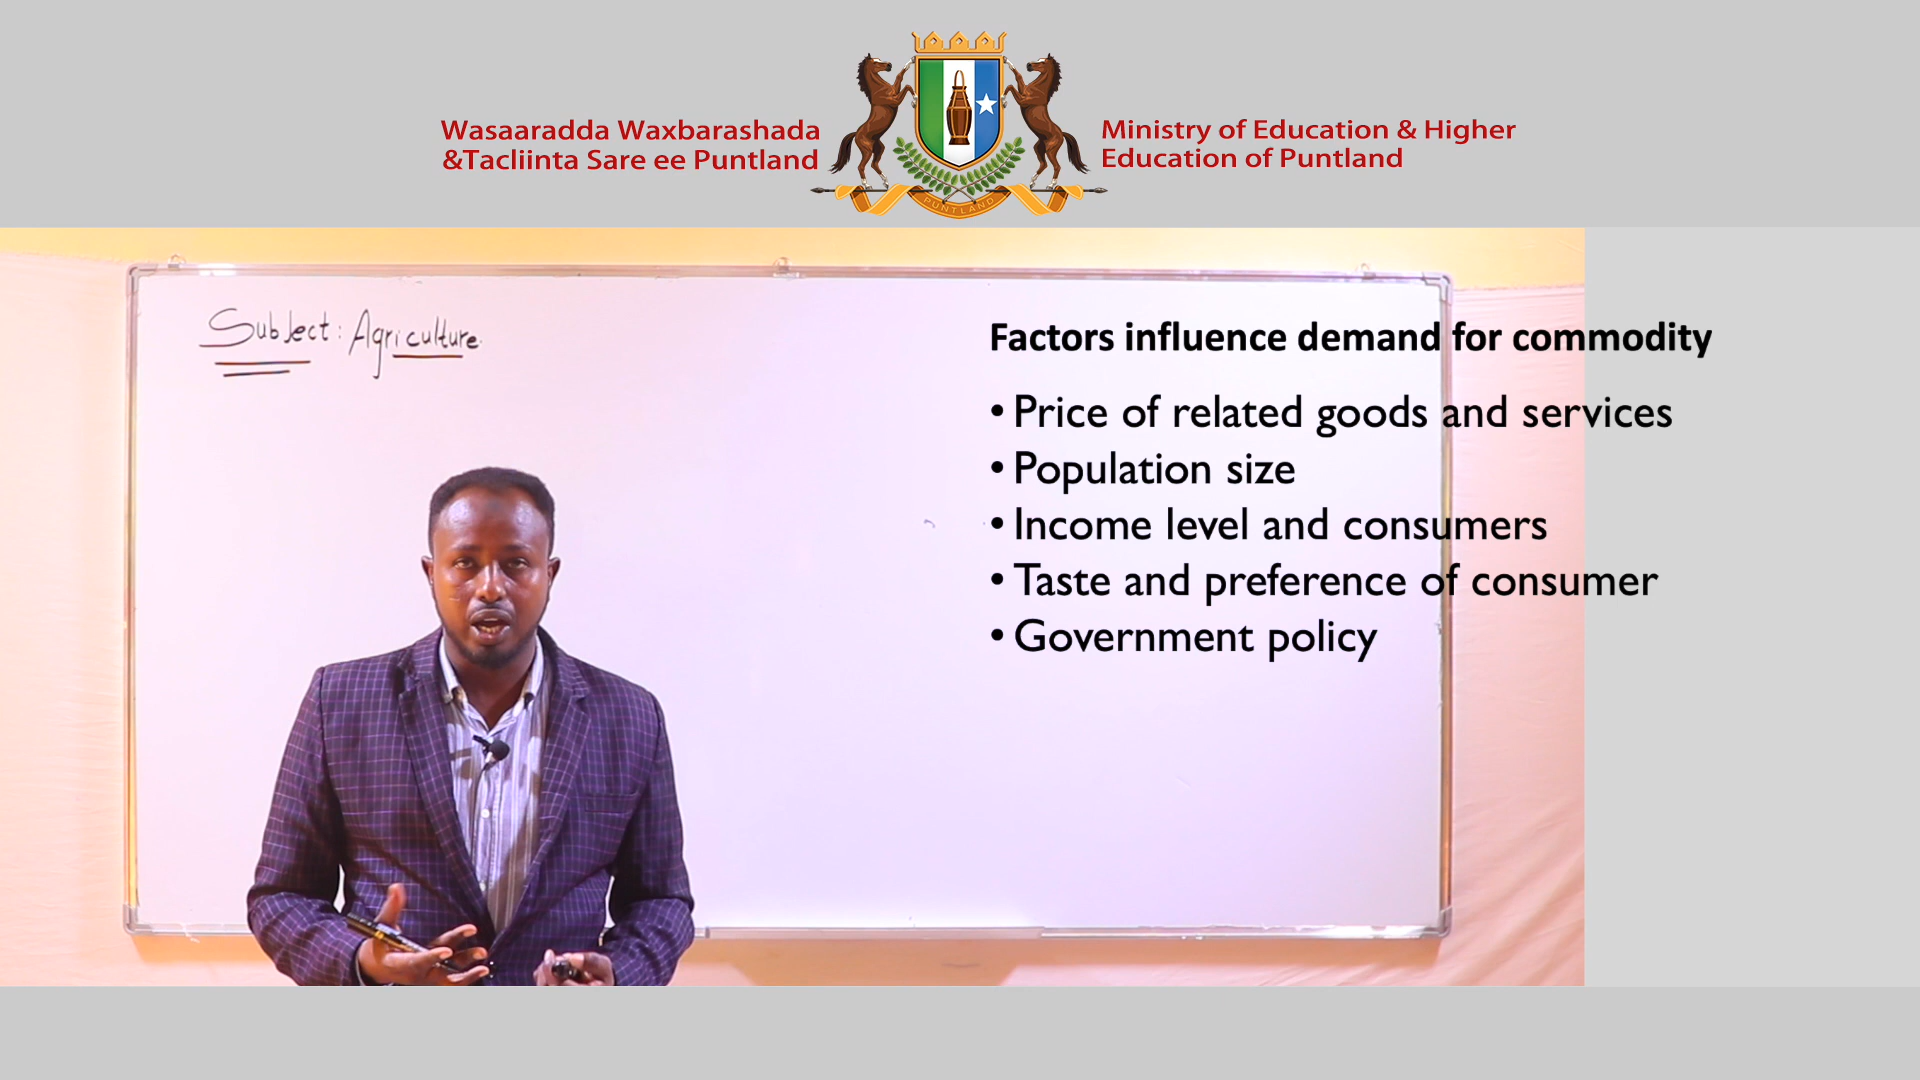 Wasaaradda Waxbarashada
&Tacliinta Sare ee Puntland
PUNTLAND
Ministry of Education & Higher
Education of Puntland
Subject: Agriculture
Factors influence demand for commodity
• Price of related goods and services
• Population size
• Income level and consumers
• Taste and preference of consumer
• Government policy